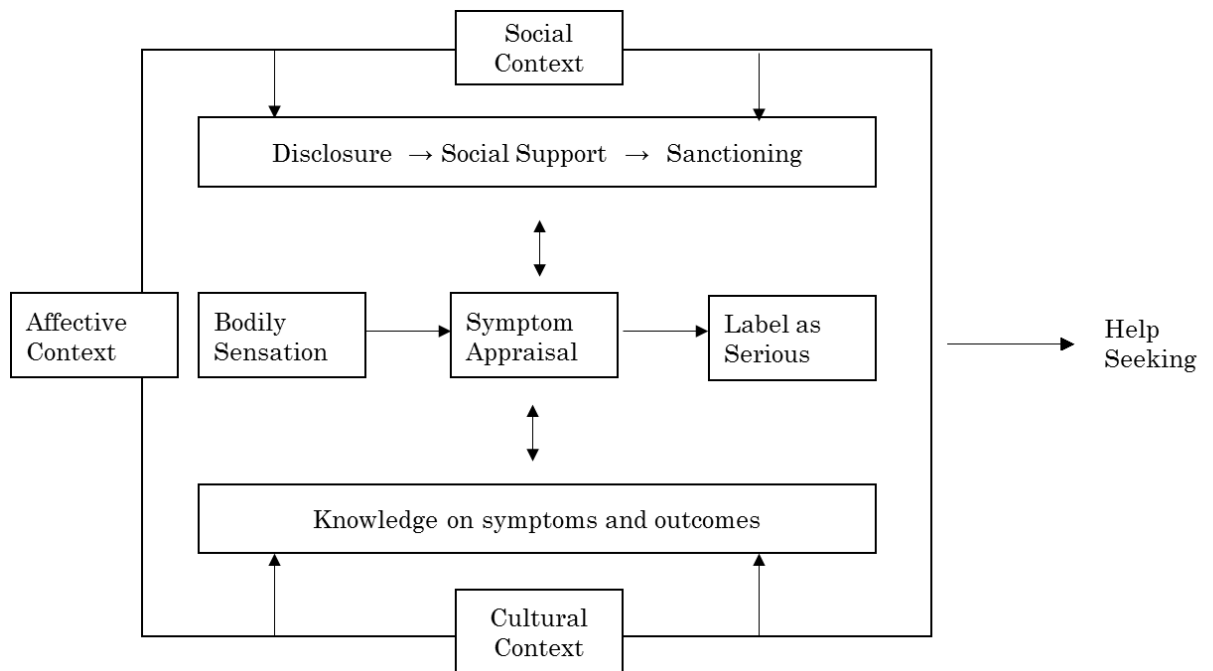 Social
Context
Disclosure → Social Support → Sanctioning
Affective
Context
Bodily
Sensation
Symptom
Appraisal
Label as
Serious
Help
Seeking
Knowledge on symptoms and outcomes
Cultural
Context